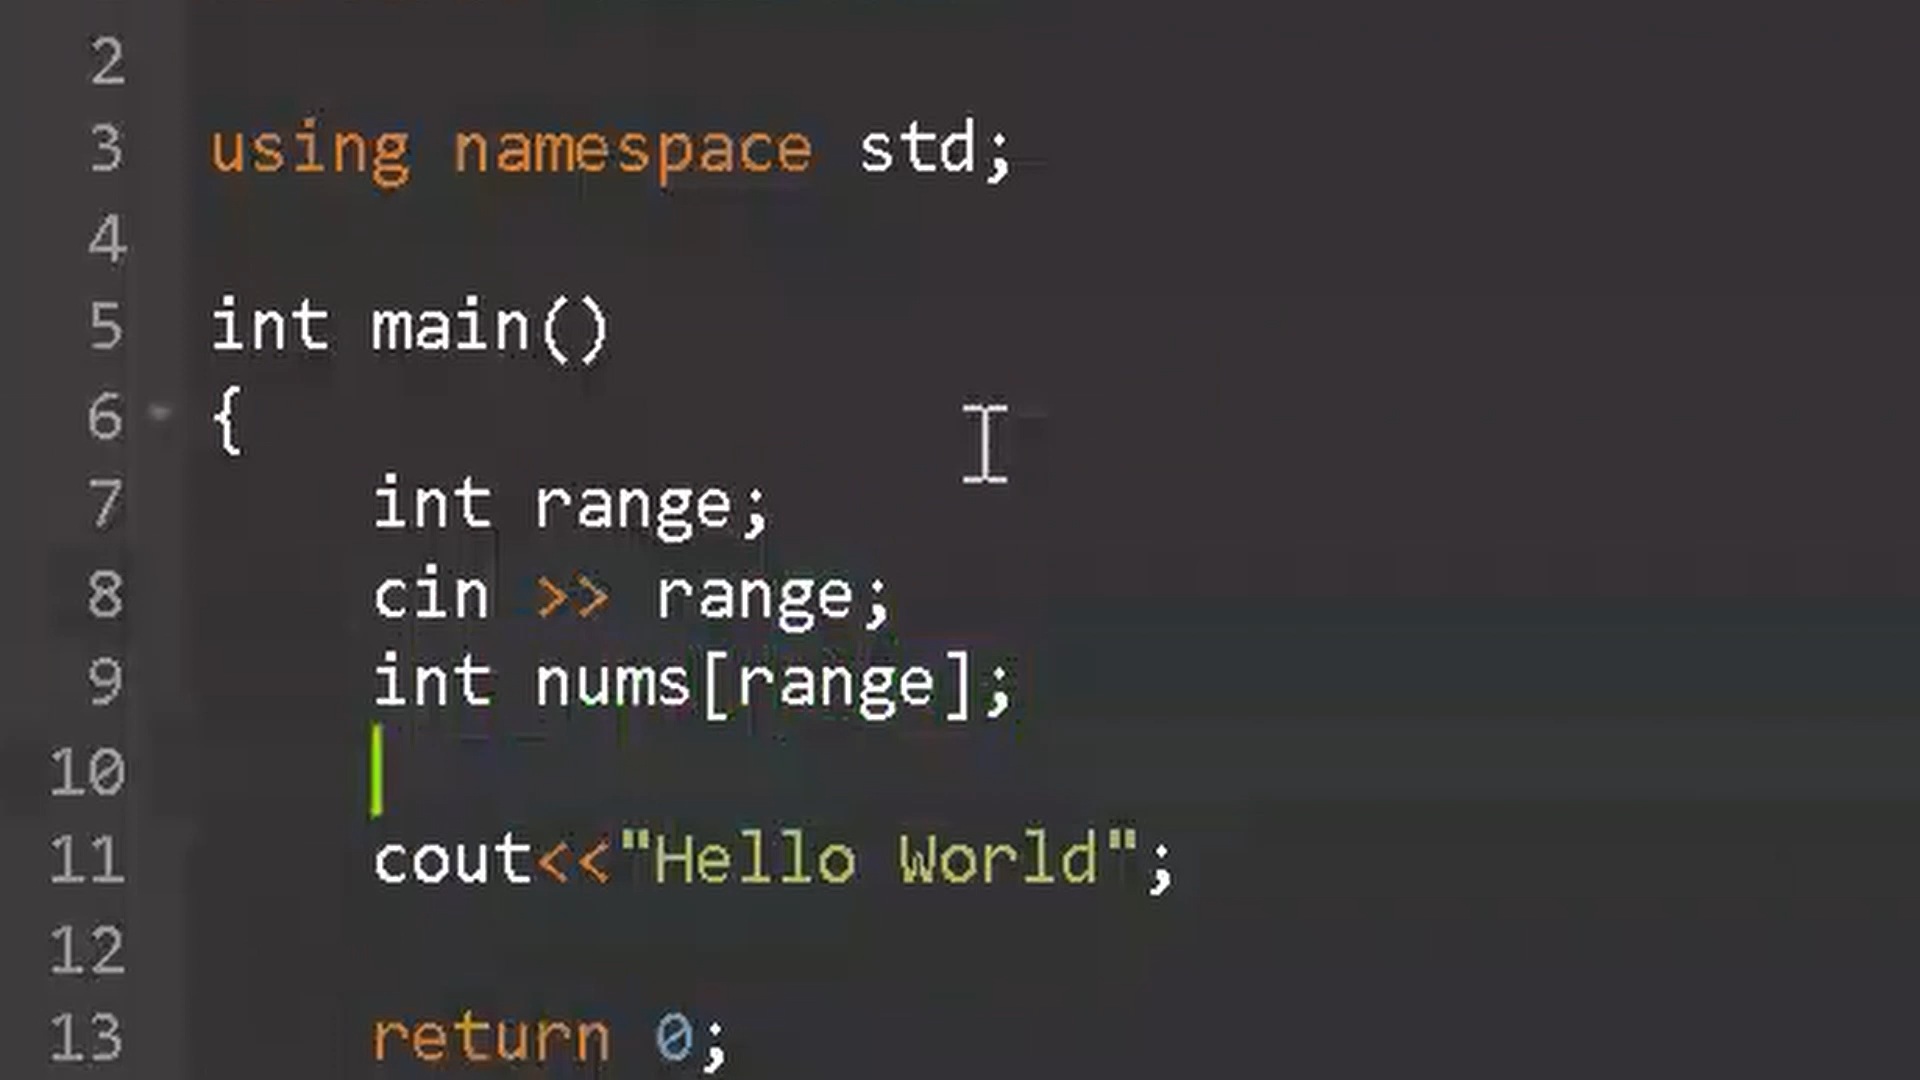 2
3 using namespace std;
4
5 int main()
6 {
7 int range;
8 cin >> range;
9 int nums[range];
10
11 cout<<"Hello World";
12
13 return 0;